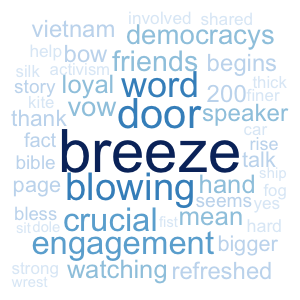 involved shared
vietnam democracys
help bow friends begins
silk activism
story loyal word 200 thick
kite finer
thank vow door speaker
fact car rise
bible breeze talk
page blowing hand ship
bless seems fog
sit dole crucial fist mean yes
hard
engagement bigger
strong watching refreshed
wrest